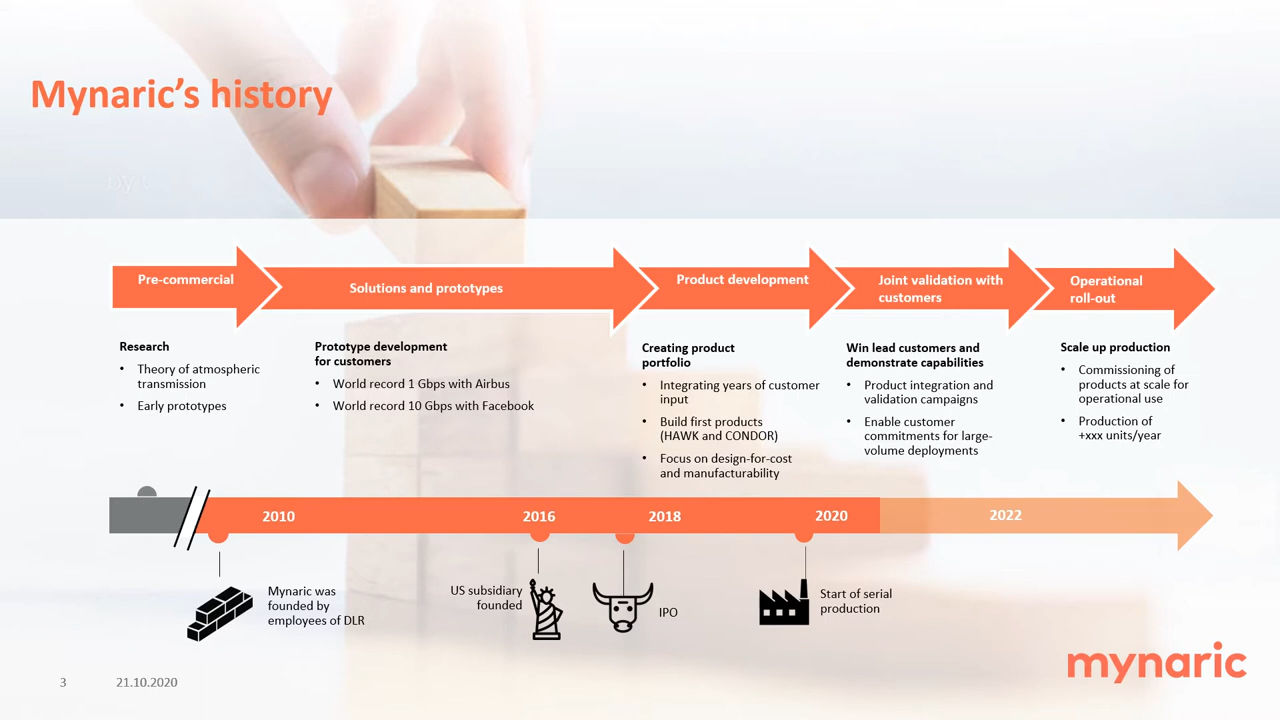 Mynaric's history
Pre-commercial
Solutions and prototypes
Product development
Joint validation with
customers
Operational
roll-out
Research
• Theory of atmospheric
transmission
• Early prototypes
Prototype development
for customers
• World record 1 Gbps with Airbus
• World record 10 Gbps with Facebook
Creating product
portfolio
• Integrating years of customer
input
• Build first products
(HAWK and CONDOR)
• Focus on design-for-cost
and manufacturability
Win lead customers and
demonstrate capabilities
• Product integration and
validation campaigns
• Enable customer
commitments for large-
volume deployments
Scale up production
• Commissioning of
products at scale for
operational use
• Production of
+xxx units/year
2010
2016
2018
2020
2022
Mynaric was
founded by
employees of DLR
US subsidiary
founded
IPO
Start of serial
production
3
21.10.2020
mynaric